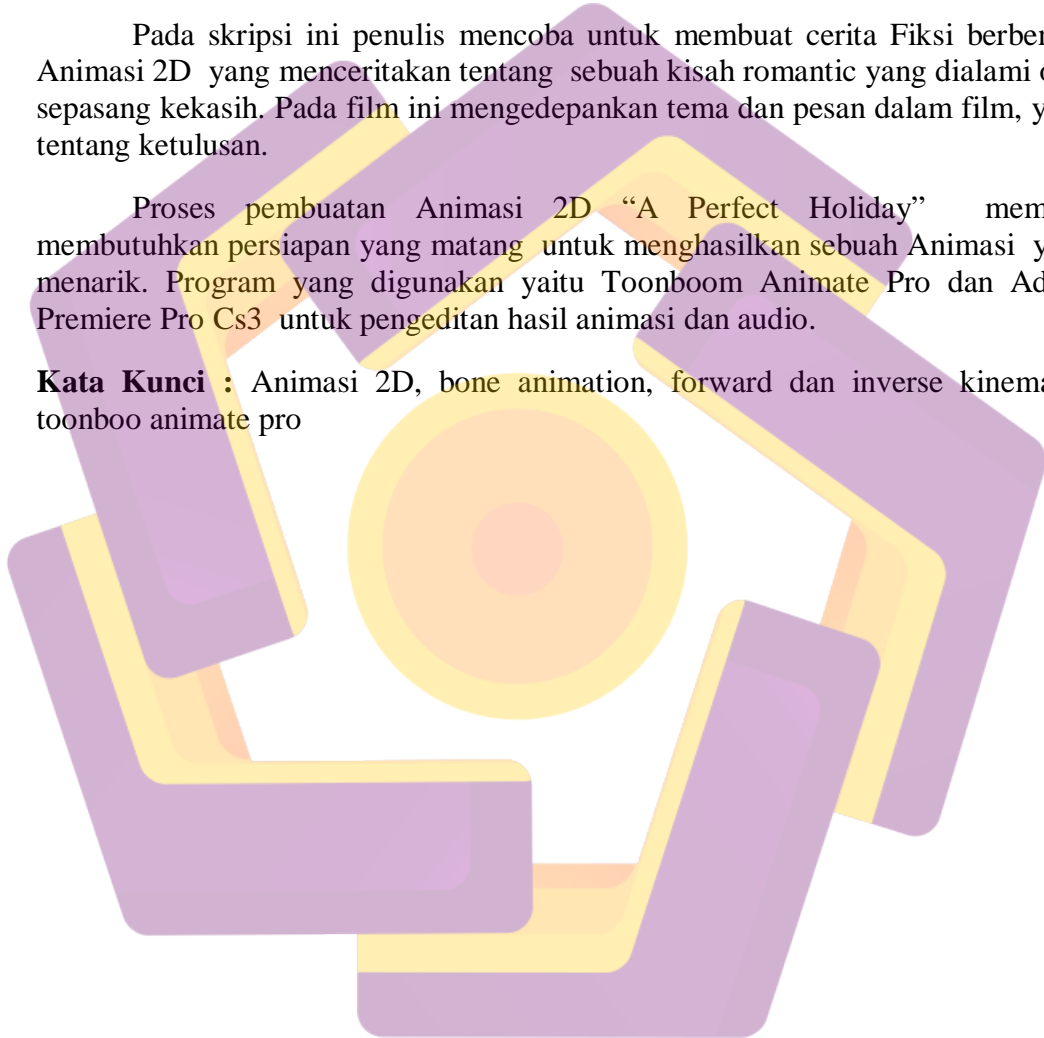 Pada skripsi ini penulis mencoba untuk membuat cerita Fiksi
Animasi 2D yang menceritakan tentang sebuah kisah romantic yang dialami
sepasang kekasih. Pada film ini mengedepankan tema dan pesan dalam film,
tentang ketulusan.
Proses pembuatan Animasi 2D “A Perfect Holiday”
membutuhkan persiapan yang matang untuk menghasilkan sebuah Animasi
menarik. Program yang digunakan yaitu Toonboom Animate Pro dan
Premiere Pro Cs3 untuk pengeditan hasil animasi dan audio.
Kata Kunci : Animasi 2D, bone animation, forward dan inverse
toonboo animate pro